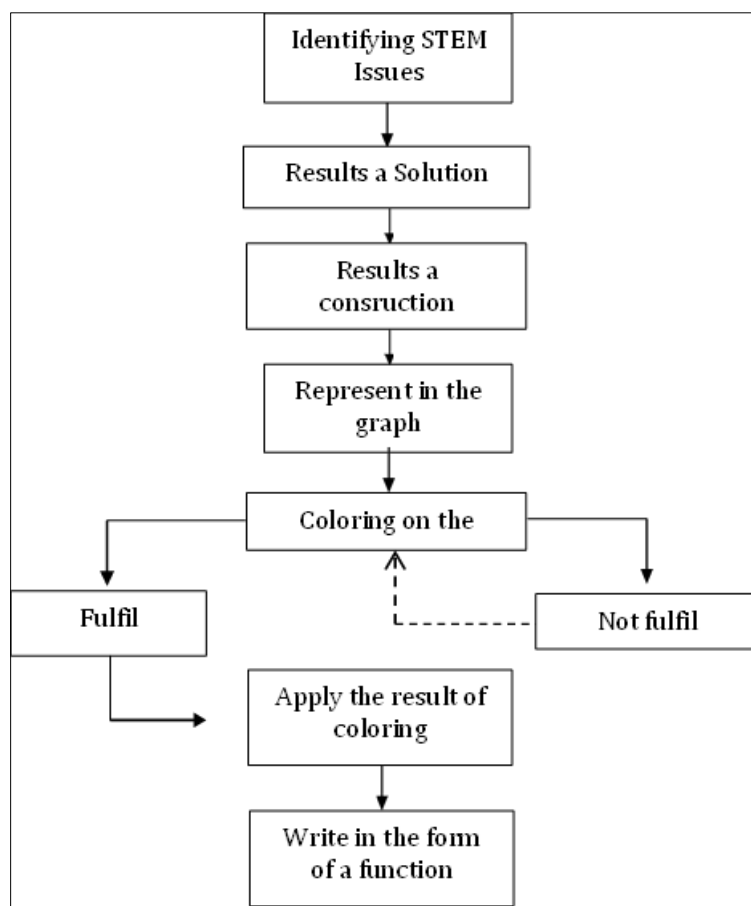 Identifying STEM
Issues
Results a Solution
Results a
consruction
Represent in the
graph
Coloring on the
Fulfil
Not fulfil
Apply the result of
coloring
Write in the form
of a function